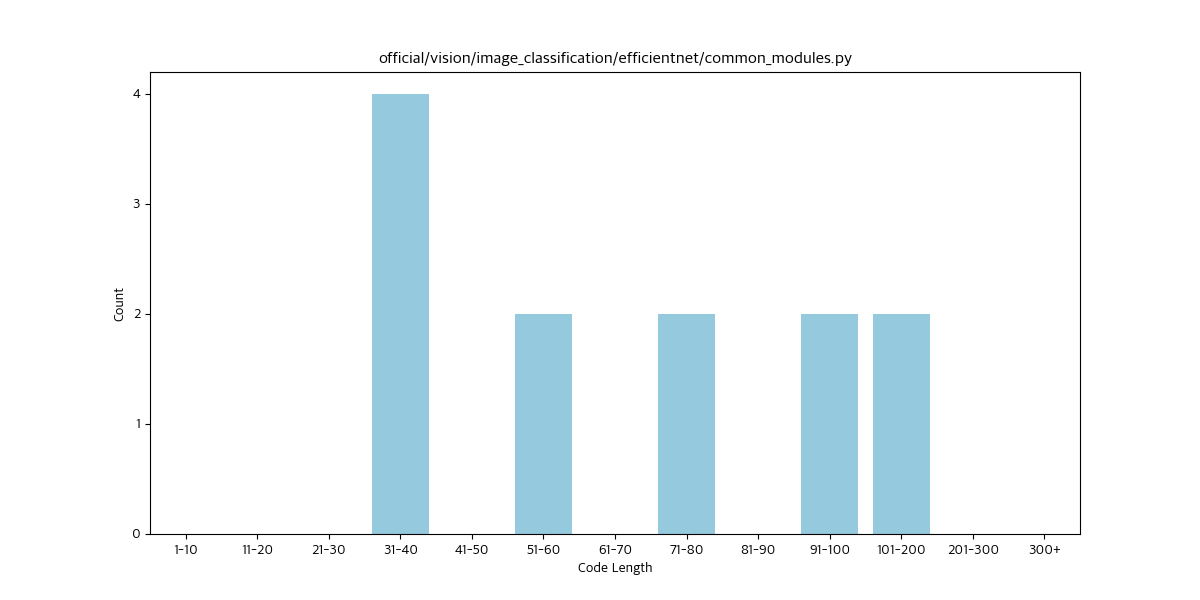 official/vision/image_classification/efficientnet/common_modules.py
4
3
2
1
0
Count
1-10 11-20 21-30 31-40 41-50 51-60 61-70 71-80 81-90 91-100 101-200 201-300 300+
Code Length